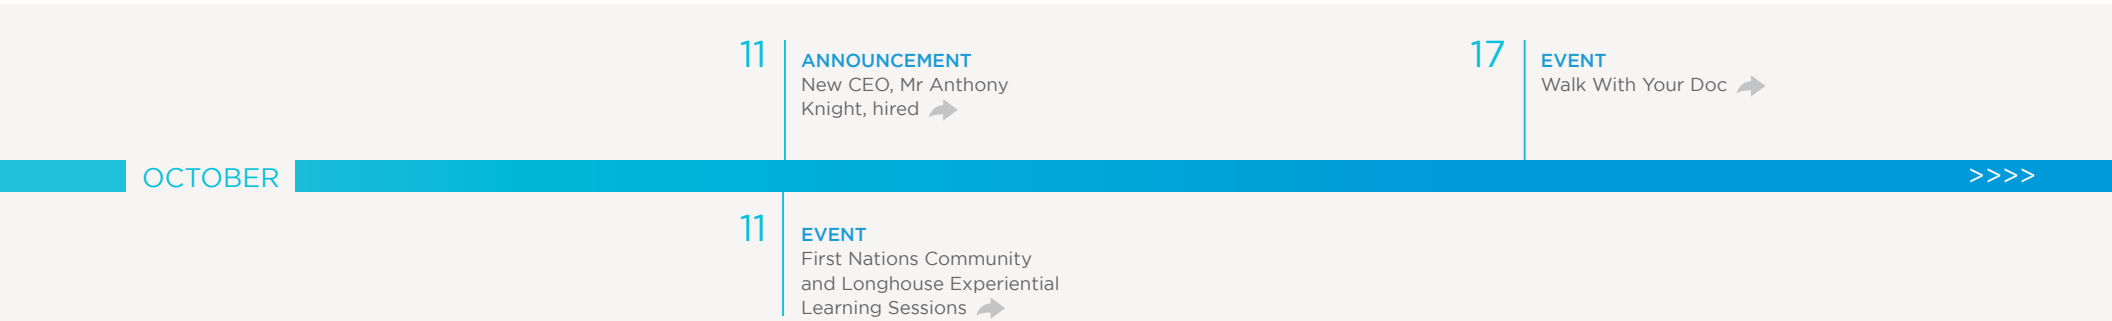 11
ANNOUNCEMENT
New CEO, Mr Anthony
Knight, hired
17
EVENT
Walk With Your Doc
OCTOBER
>>>>
11
EVENT
First Nations Community
and Longhouse Experiential
Learning Sessions